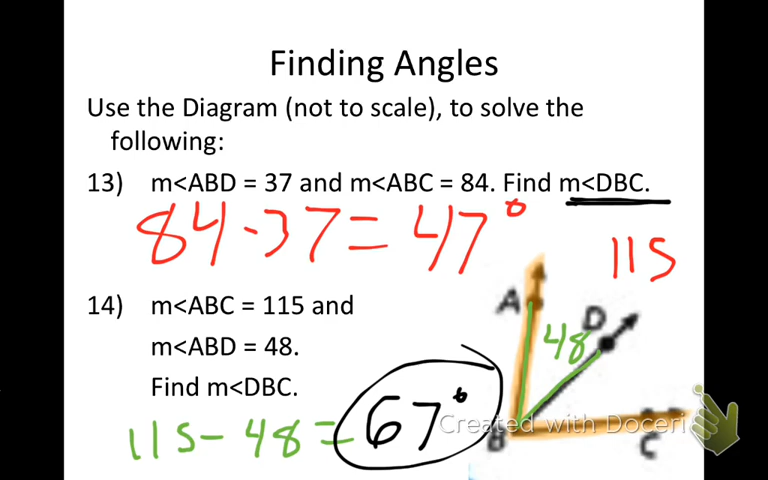 Finding Angles
Use the Diagram (not to scale), to solve the
following:
13) m<ABD = 37 and m<ABC = 84. Find m<DBC.
84-37=47°
115
14) m<ABC = 115 and
m<ABD = 48.
Find m<DBC.
115-48=67°
A
D
48
B
C
Created with Doceri